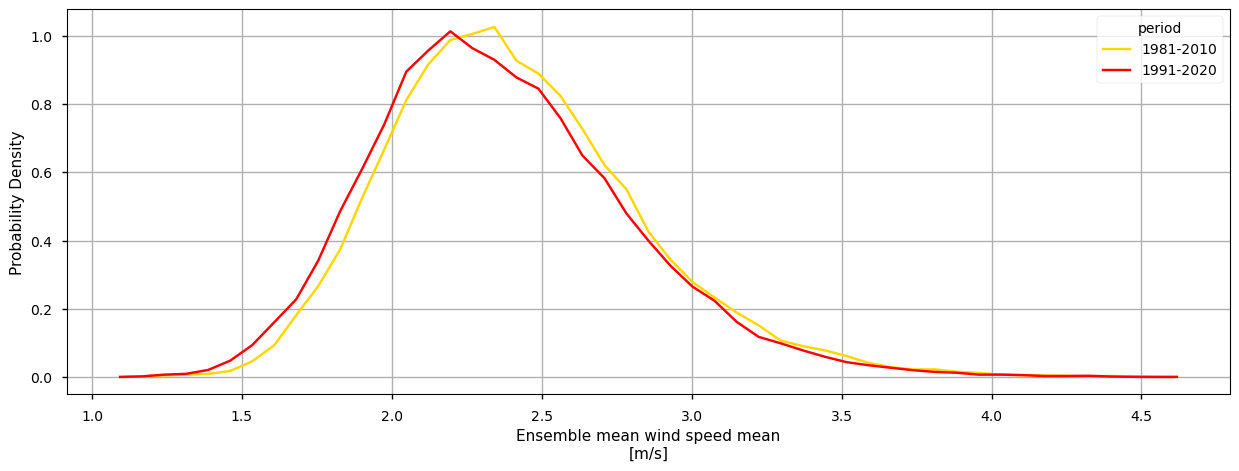 period
1981-2010
1991-2020
Probability Density
1.0
0.8
0.6
0.4
0.2
0.0
1.0 1.5 2.0 2.5 3.0 3.5 4.0 4.5
Ensemble mean wind speed mean
[m/s]